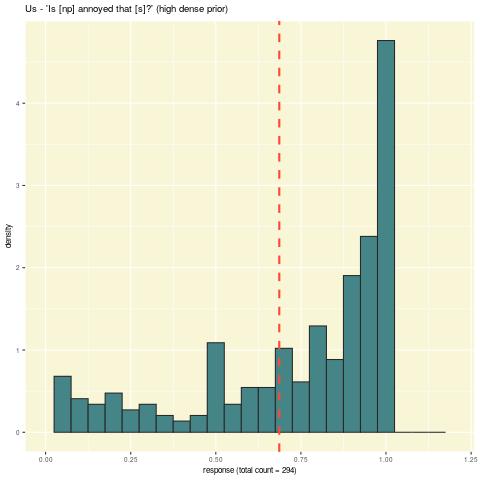 Us - 'Is [np] annoyed that [s]?' (high dense prior)
density
4
3
2
1
0
0.00 0.25 0.50 0.75 1.00 1.25
response (total count = 294)